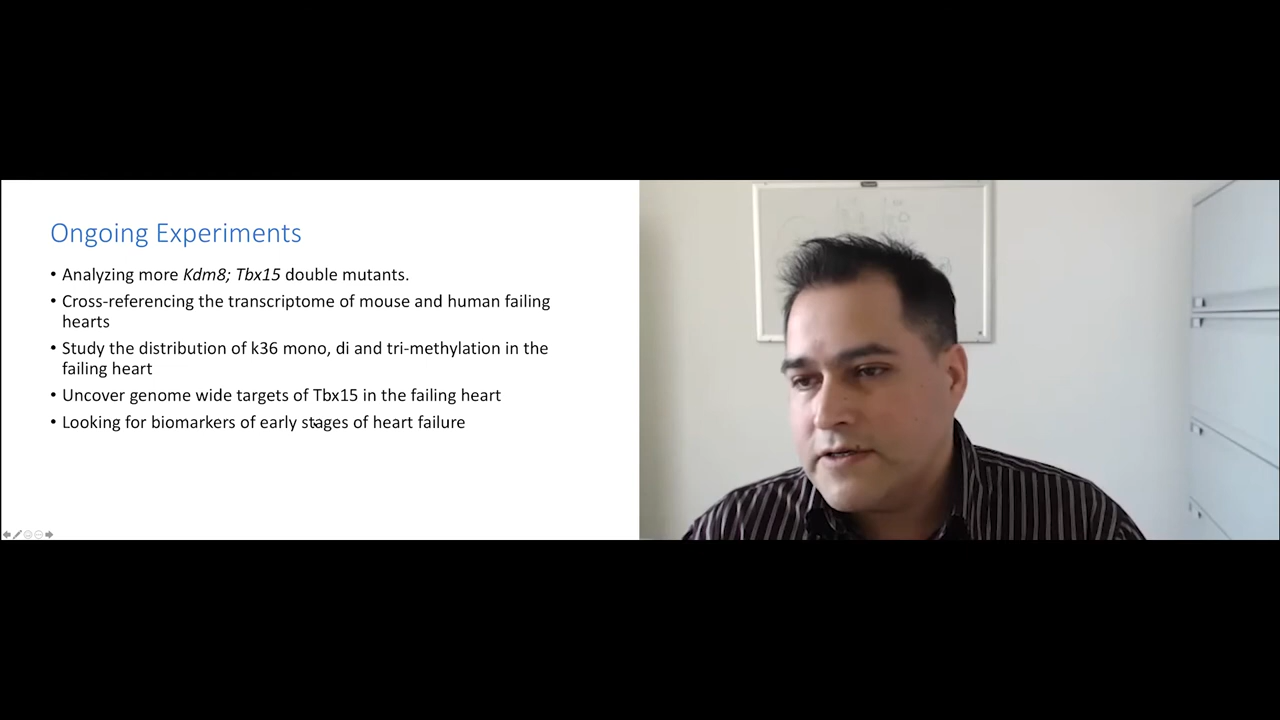 Ongoing Experiments
• Analyzing more Kdm8; Tbx15 double mutants.
• Cross-referencing the transcriptome of mouse and human failing
hearts
• Study the distribution of k36 mono, di and tri-methylation in the
failing heart
• Uncover genome wide targets of Tbx15 in the failing heart
• Looking for biomarkers of early stages of heart failure